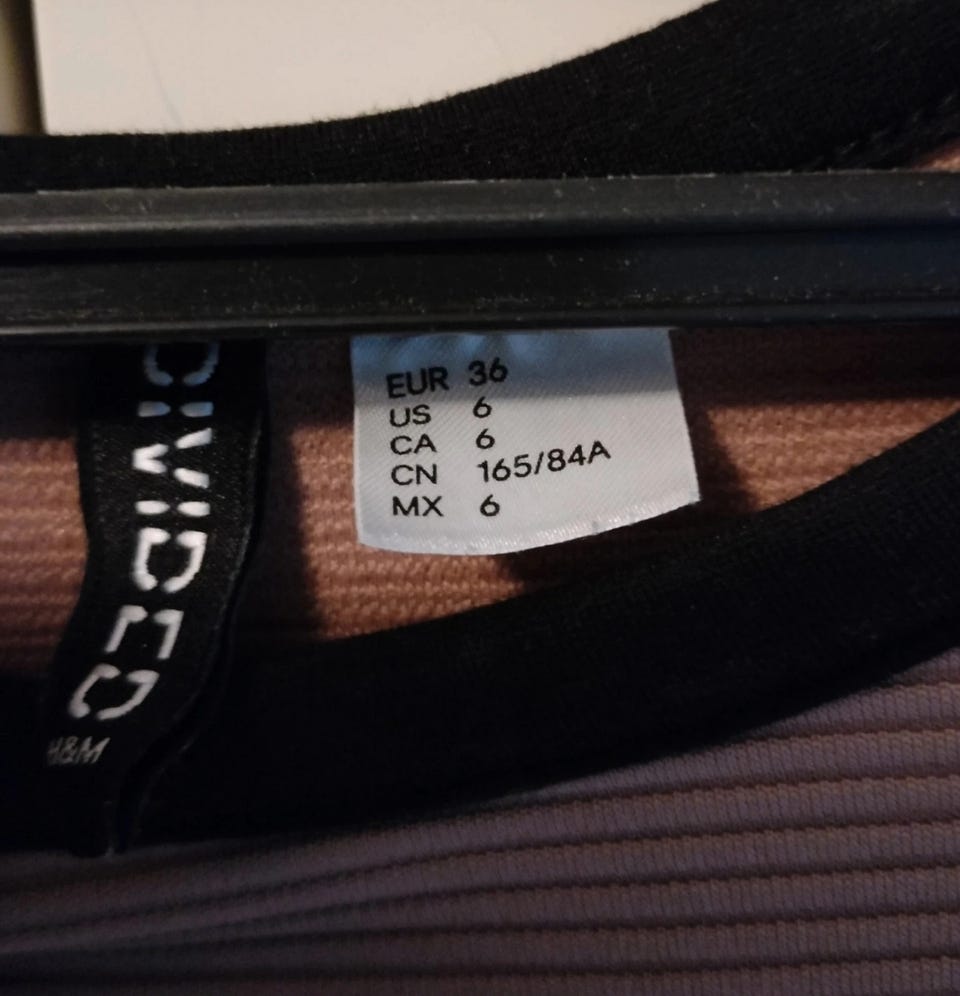 DIVIDED
H&M
EUR 36
US 6
CA 6
CN 165/84A
MX 6